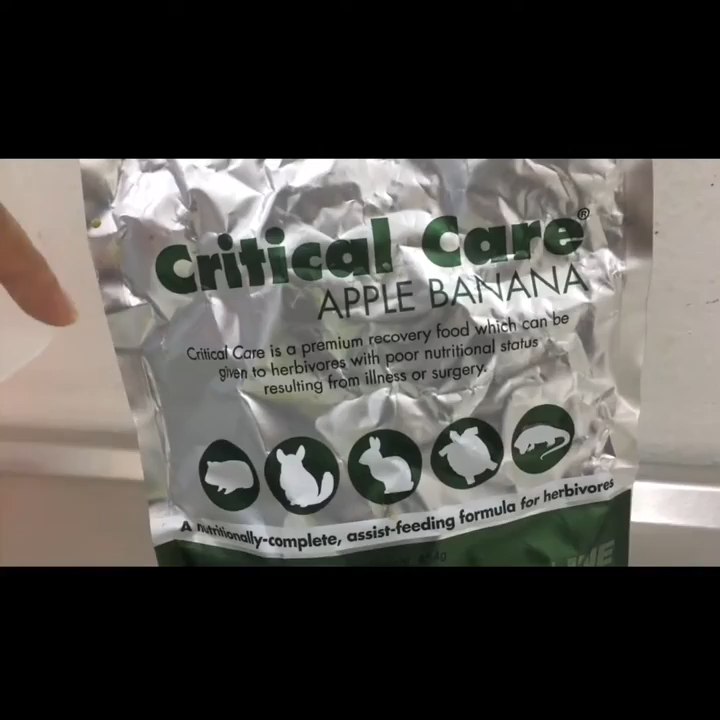 Critical Care®
APPLE BANANA
Critical Care is a premium recovery food which can be
given to herbivores with poor nutritional status
resulting from illness or surgery.
A nutritionally-complete, assist-feeding formula for herbivores